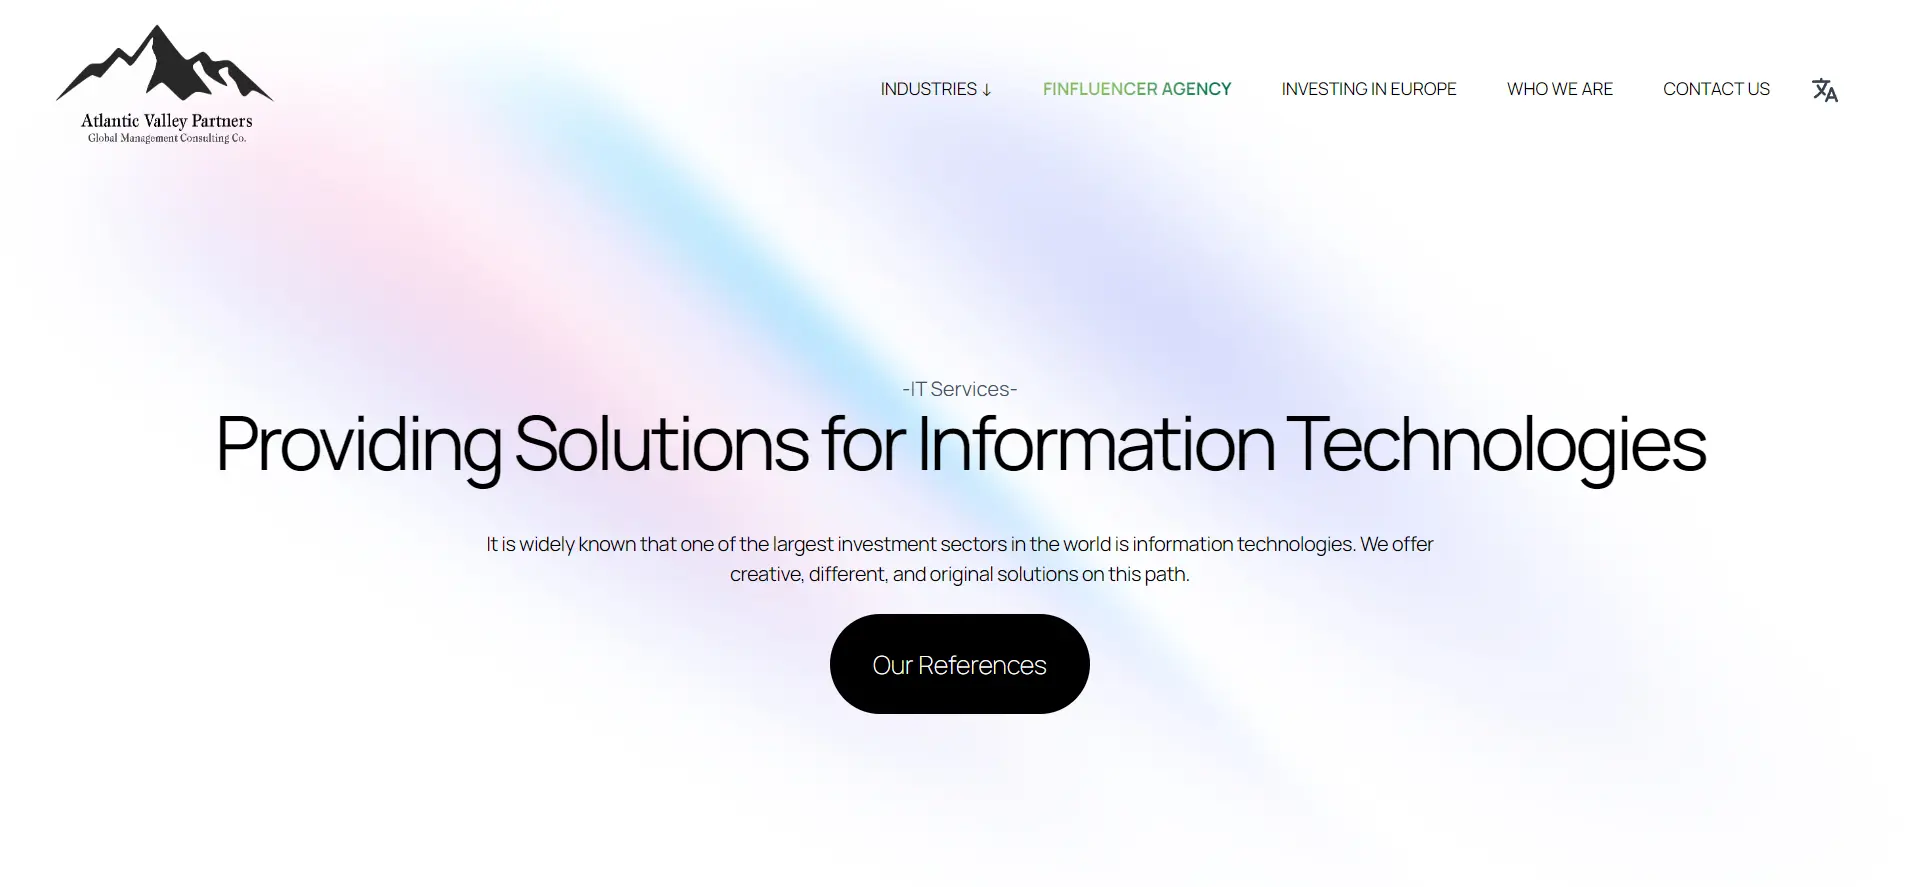 Atlantic Valley Partners
Global Management Consulting Co.
INDUSTRIES ↓
FINFLUENCER AGENCY
INVESTING IN EUROPE
WHO WE ARE
CONTACT US
-IT Services-
Providing Solutions for Information Technologies
It is widely known that one of the largest investment sectors in the world is information technologies. We offer
creative, different, and original solutions on this path.
Our References